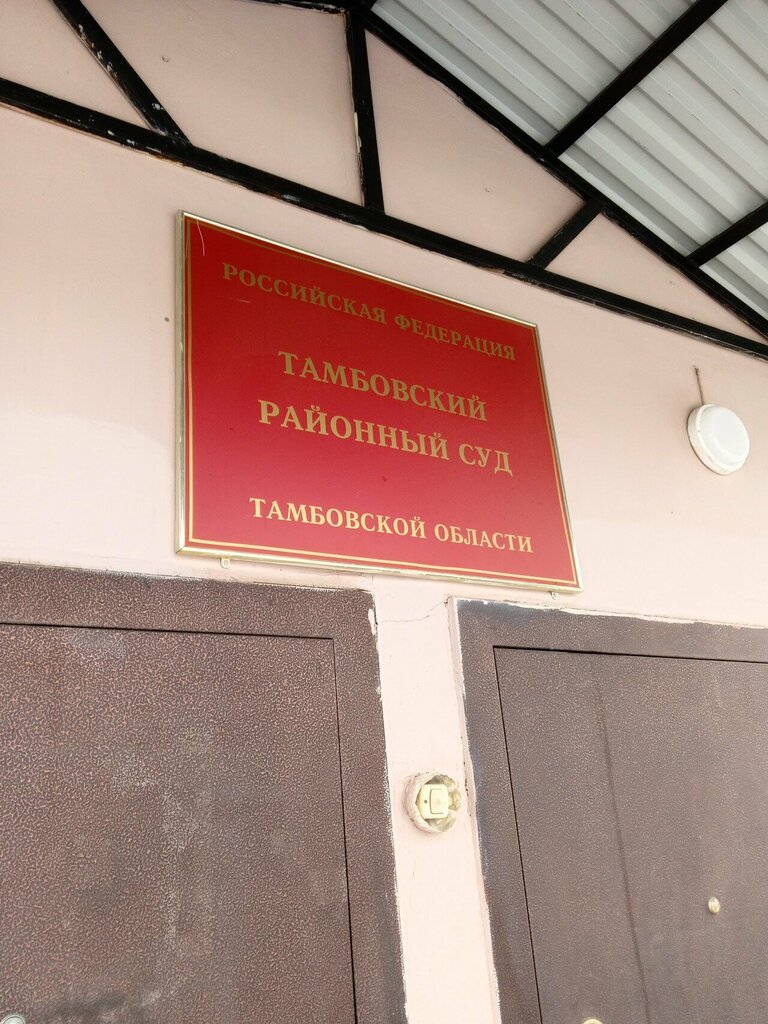 РОССИЙСКАЯ ФЕДЕРАЦИЯ
ТАМБОВСКИЙ
РАЙОННЫЙ СУД
ТАМБОВСКОЙ ОБЛАСТИ